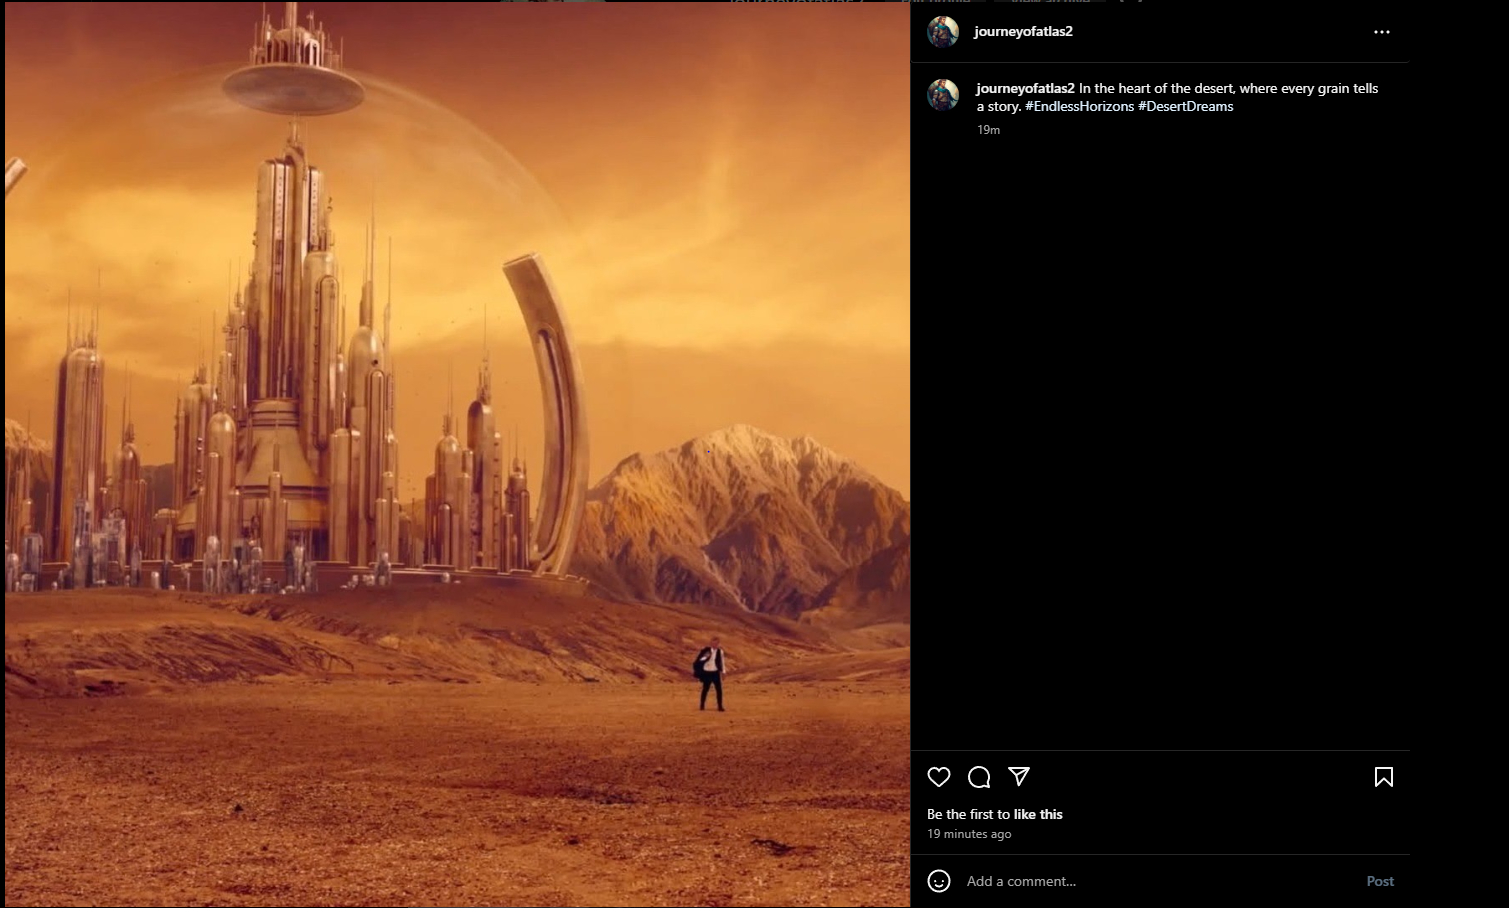 journeyofatlas2
journeyofatlas2 In the heart of the desert, where every grain tells
a story. #EndlessHorizons #DesertDreams
19m
Be the first to like this
19 minutes ago
Add a comment...
Post